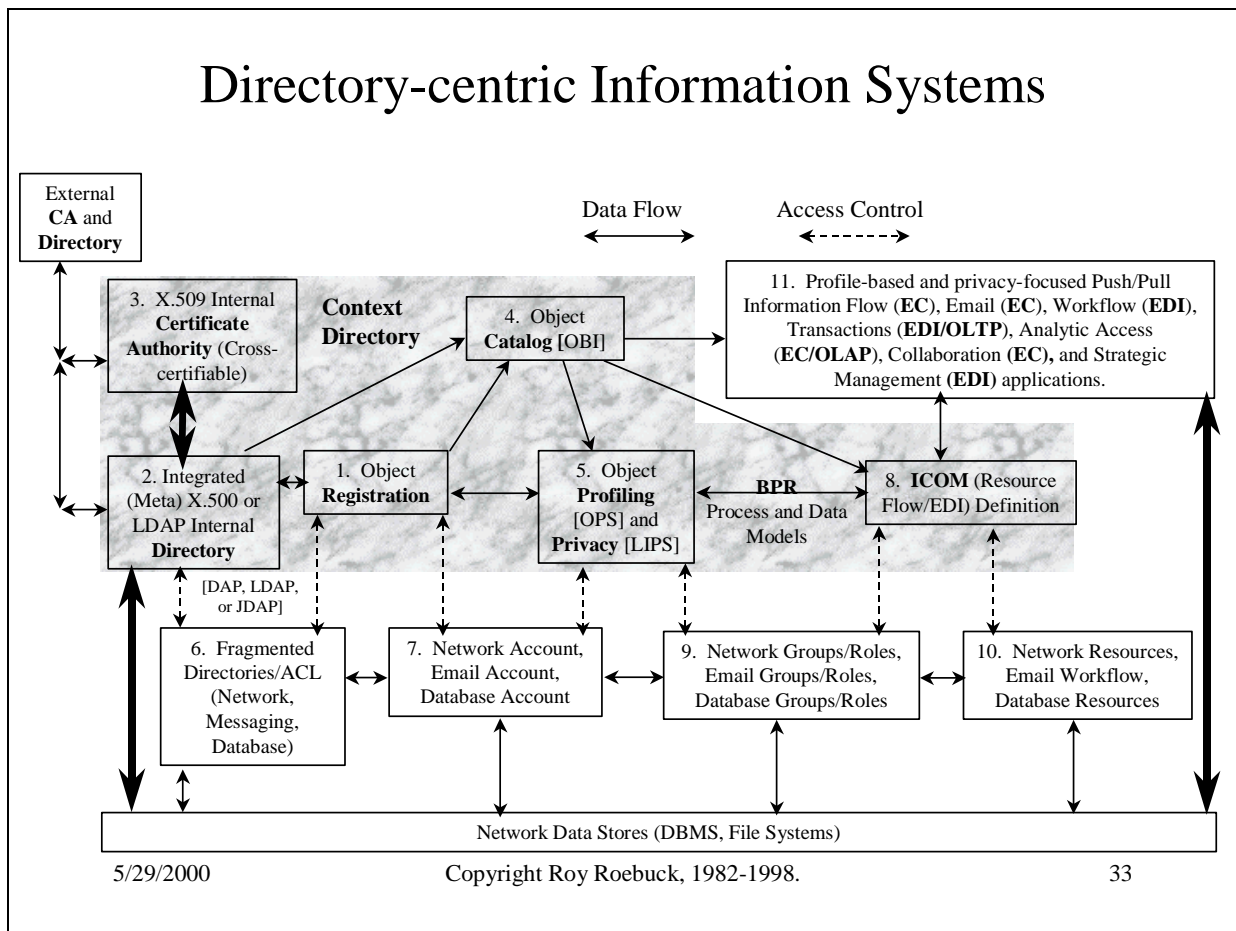 Directory-centric Information Systems
External
CA and
Directory
Data Flow
Access Control
3. X.509 Internal
Certificate
Authority (Cross-
certifiable)
Context
Directory
4. Object
Catalog [OBI]
11. Profile-based and privacy-focused Push/Pull
Information Flow (EC), Email (EC), Workflow (EDI),
Transactions (EDI/OLTP), Analytic Access
(EC/OLAP), Collaboration (EC), and Strategic
Management (EDI) applications.
2. Integrated
(Meta) X.500 or
LDAP Internal
Directory
1. Object
Registration
5. Object
Profiling
[OPS] and
Privacy [LIPS]
BPR
Process and Data
Models
8. ICOM (Resource
Flow/EDI) Definition
[DAP, LDAP,
or JDAP]
6. Fragmented
Directories/ACL
(Network,
Messaging,
Database)
7. Network Account,
Email Account,
Database Account
9. Network Groups/Roles,
Email Groups/Roles,
Database Groups/Roles
10. Network Resources,
Email Workflow,
Database Resources
Network Data Stores (DBMS, File Systems)
5/29/2000
Copyright Roy Roebuck, 1982-1998.
33